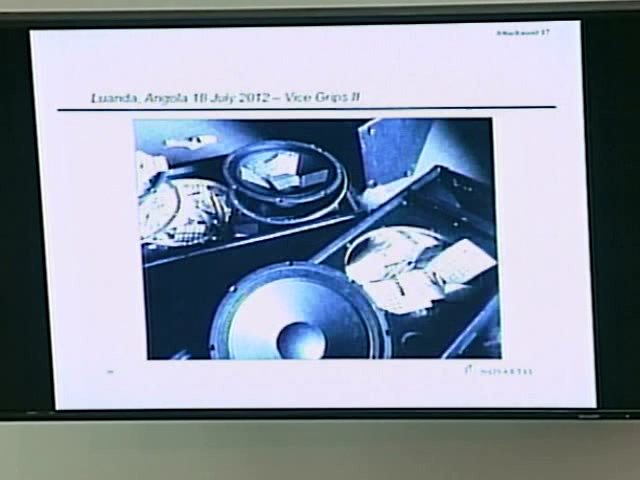 Attachment 17
Luanda, Angola 18 July 2012 – Vice Grips II
NOVARTIS